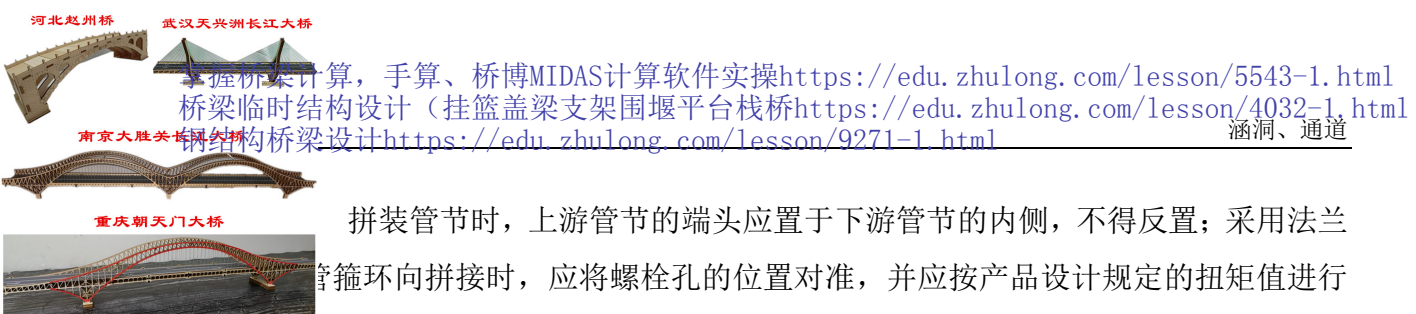 河北赵州桥
武汉天兴洲长江大桥
掌握桥梁计算，手算、桥博MIDAS计算软件实操https://edu.zhulong.com/lesson/5543-1.html
桥梁临时结构设计（挂篮盖梁支架围堰平台栈桥https://edu.zhulong.com/lesson/4032-1.html
钢结构桥梁设计https://edu.zhulong.com/lesson/9271-1.html
南京大胜关长江大桥
涵洞、通道
重庆朝天门大桥
拼装管节时，上游管节的端头应置于下游管节的内侧，不得反置；采用法兰
管箍环向拼接时，应将螺栓孔的位置对准，并应按产品设计规定的扭矩值进行